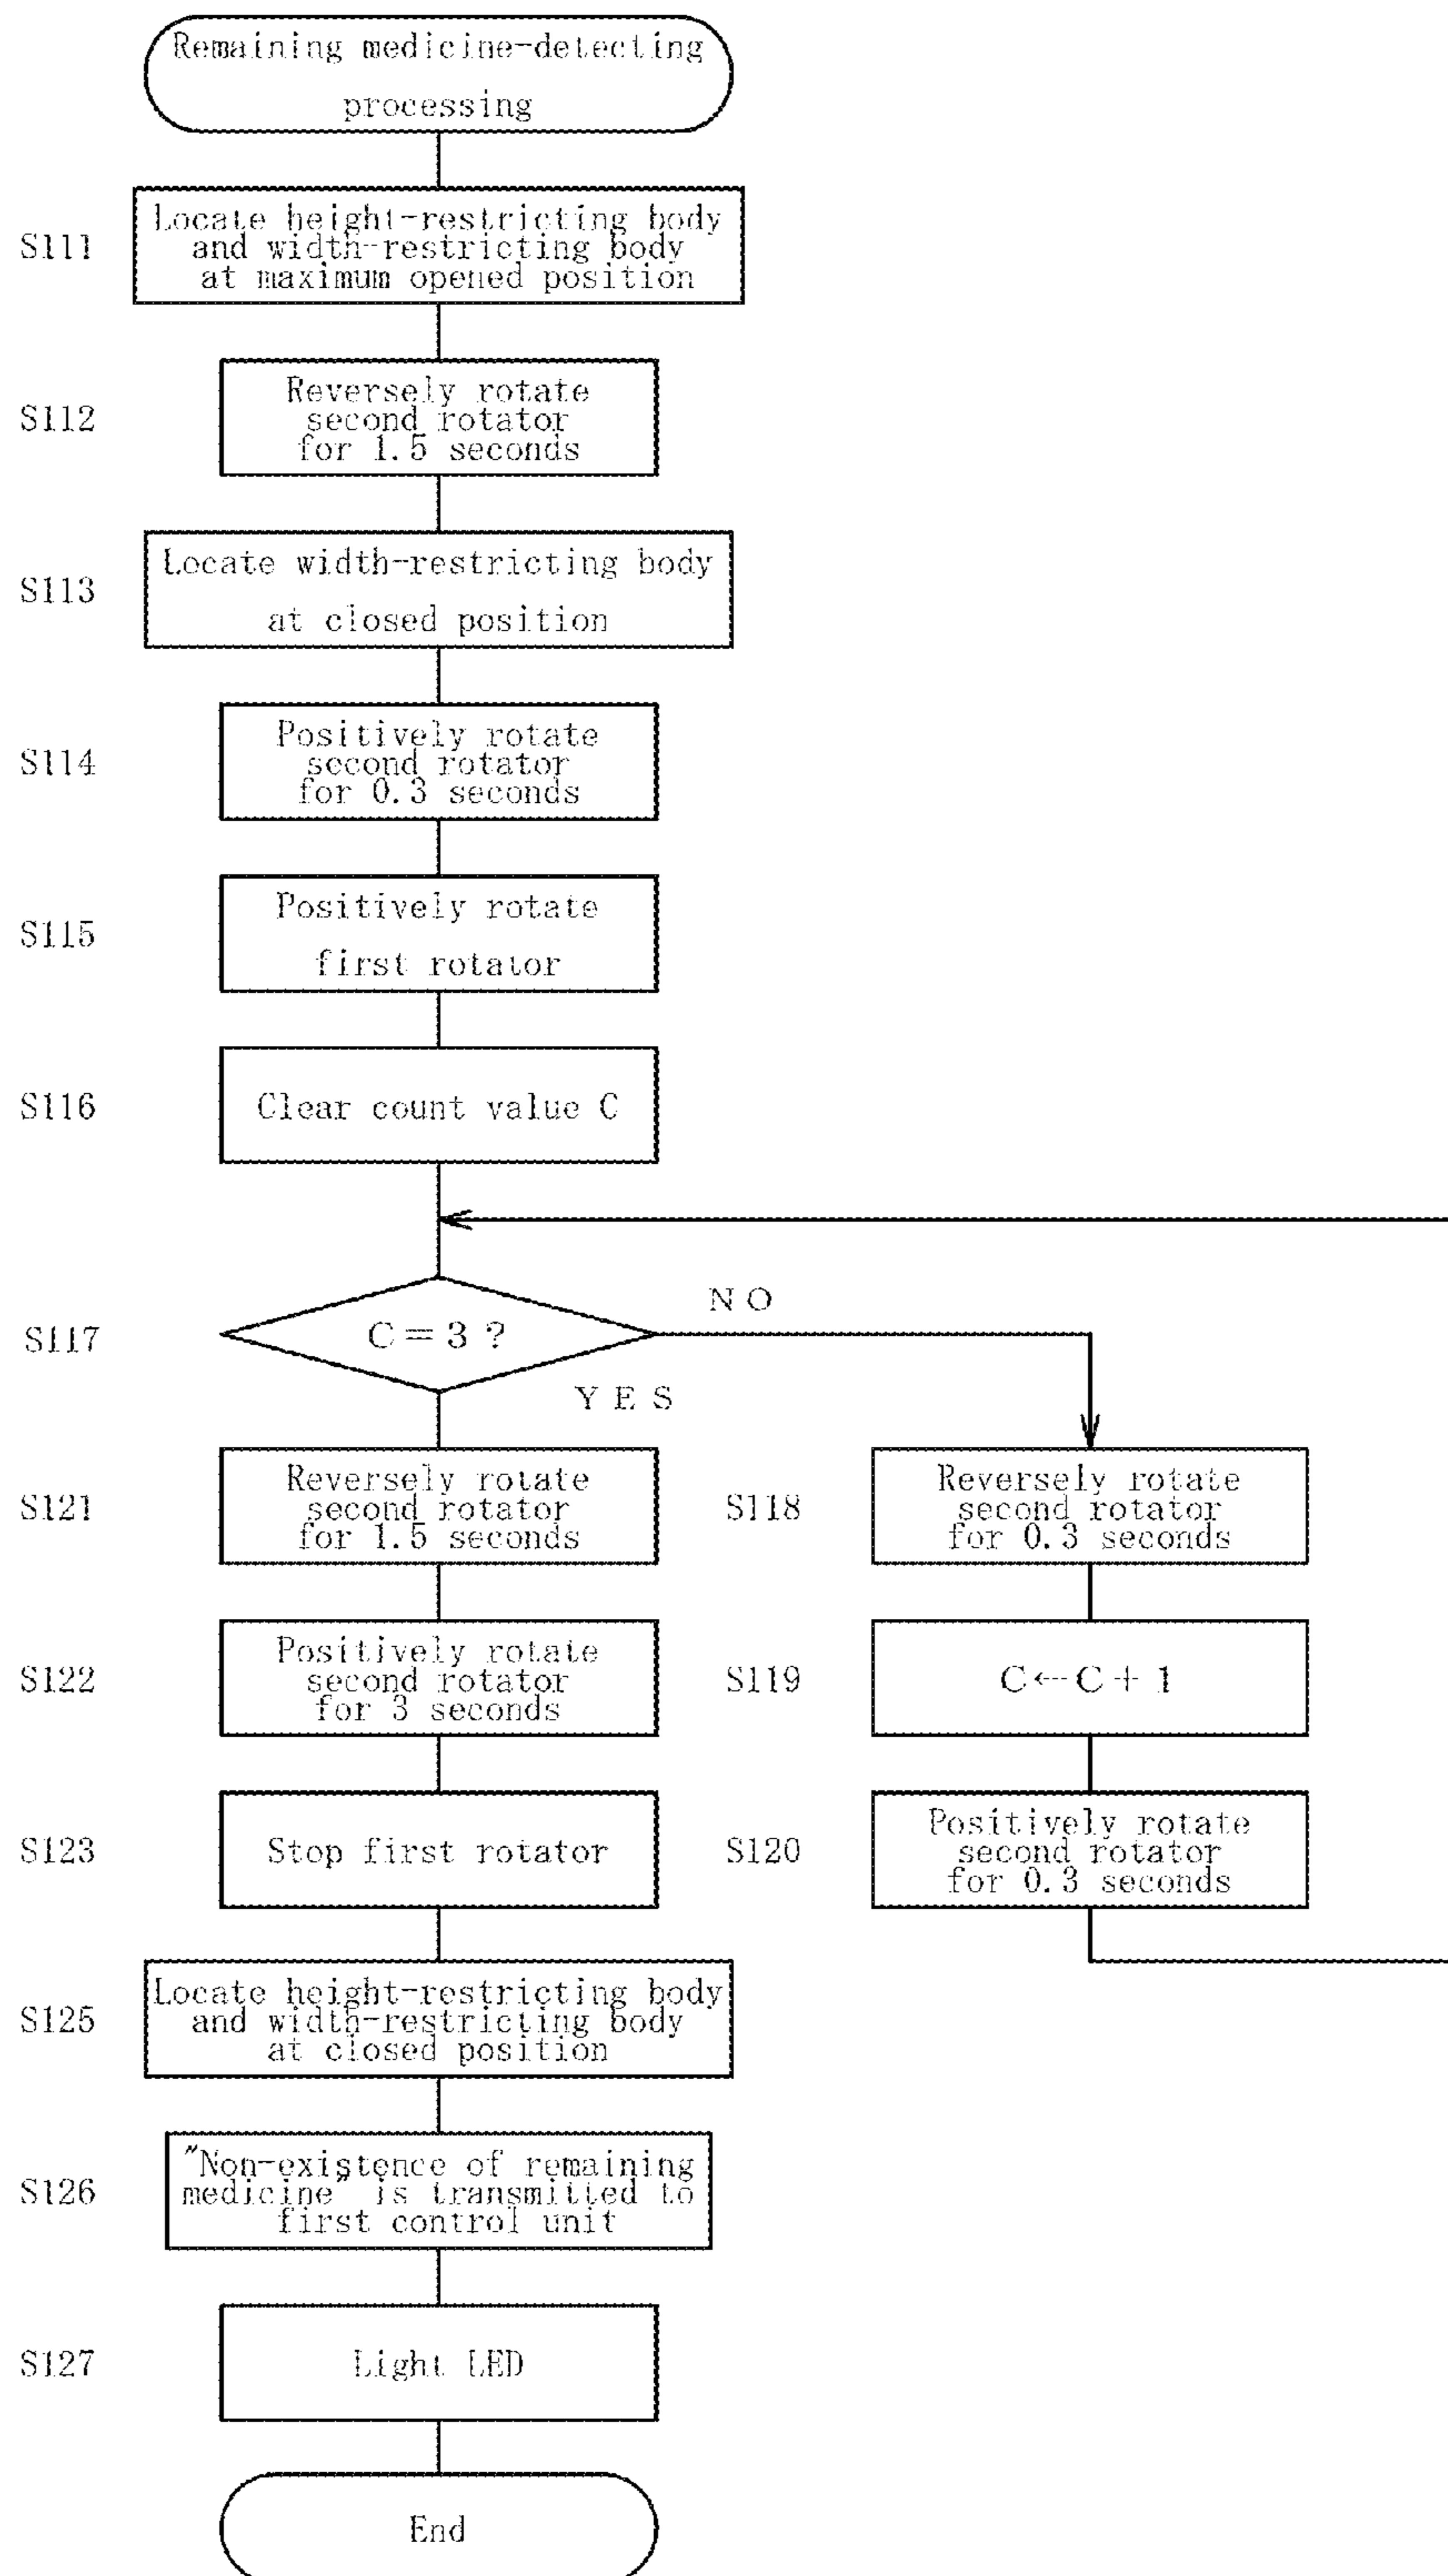 Remaining medicine-detecting
processing
S111
Locate height-restricting body
and width-restricting body
at maximum opened position
S112
Reversely rotate
second rotator
for 1.5 seconds
S113
Locate width-restricting body
at closed position
S114
Positively rotate
second rotator
for 0.3 seconds
S115
Positively rotate
first rotator
S116
Clear count value C
S117
C=3?
NO
YES
S121
Reversely rotate
second rotator
for 1.5 seconds
S118
Reversely rotate
second rotator
for 0.3 seconds
S122
Positively rotate
second rotator
for 3 seconds
S119
C←C+1
S123
Stop first rotator
S120
Positively rotate
second rotator
for 0.3 seconds
S125
Locate height-restricting body
and width-restricting body
at closed position
S126
"Non-existence of remaining
medicine" is transmitted to
first control unit
S127
Light LED
End